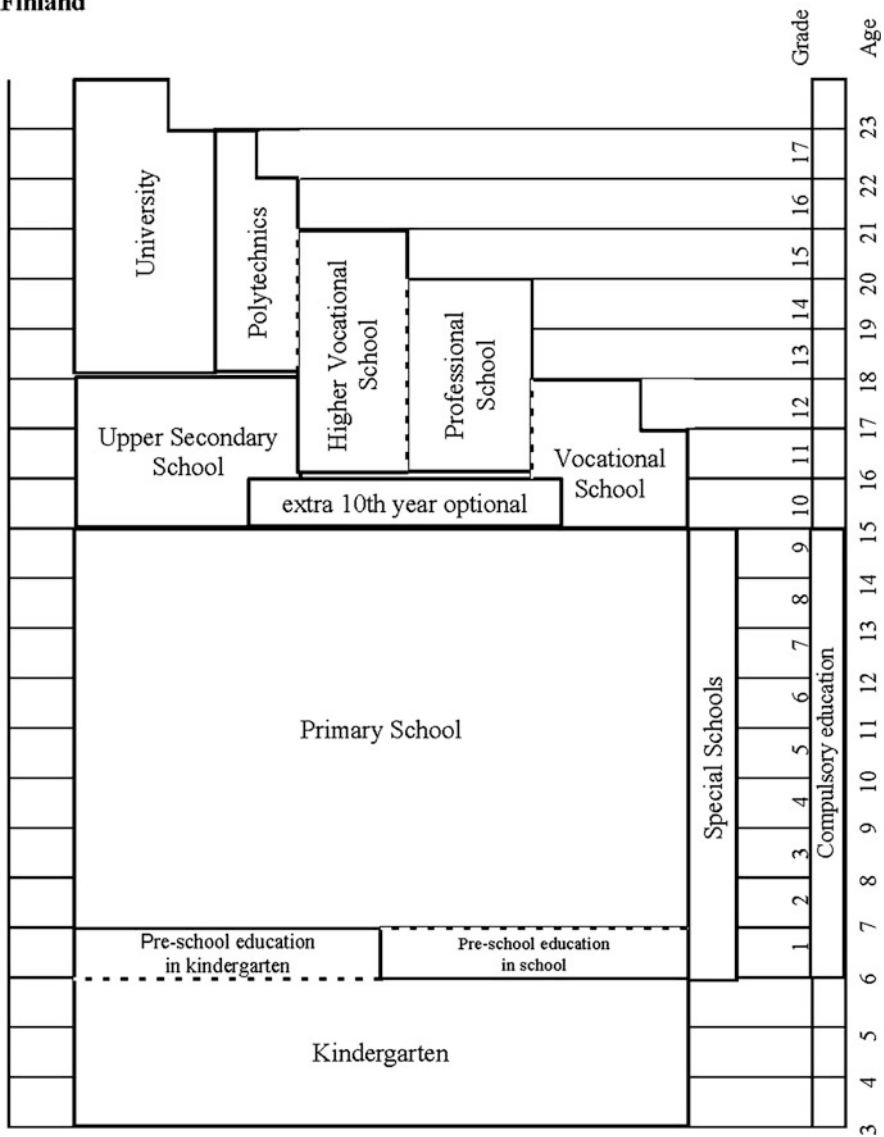 Finland
Grade
Age
University
Polytechnics
Higher Vocational
School
Professional
School
Upper Secondary
School
Vocational
School
extra 10th year optional
Primary School
Special Schools
Compulsory education
Pre-school education
in kindergarten
Pre-school education
in school
Kindergarten
17
16
15
14
13
12
11
10
9
8
7
6
5
4
3
2
1
23
22
21
20
19
18
17
16
15
14
13
12
11
10
9
8
7
6
5
4
3